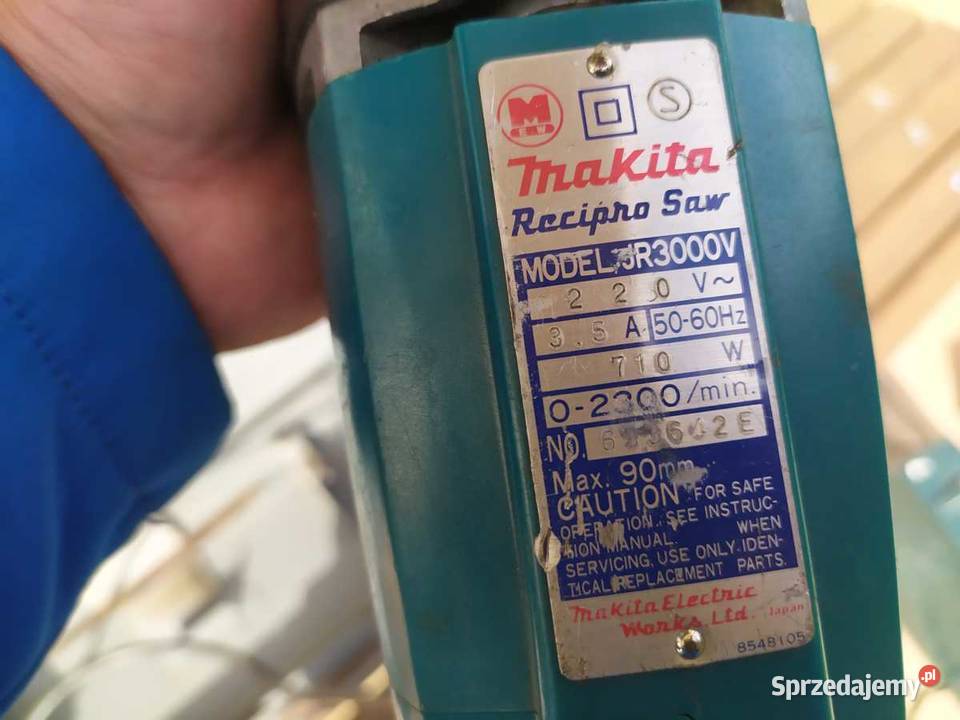 M
E W
S
Makita
Recipro Saw
MODEL JR3000V
220 V~
3.5 A 50-60Hz
710 W
0-2300/min.
NO.
Max. 90mm
CAUTION FOR SAFE
OPERATION. SEE INSTRUC-
TION MANUAL. WHEN
SERVICING, USE ONLY IDEN-
TICAL REPLACEMENT PARTS.
Makita Electric
Works, Ltd. Japan
8548105
Sprzedajemy.pl